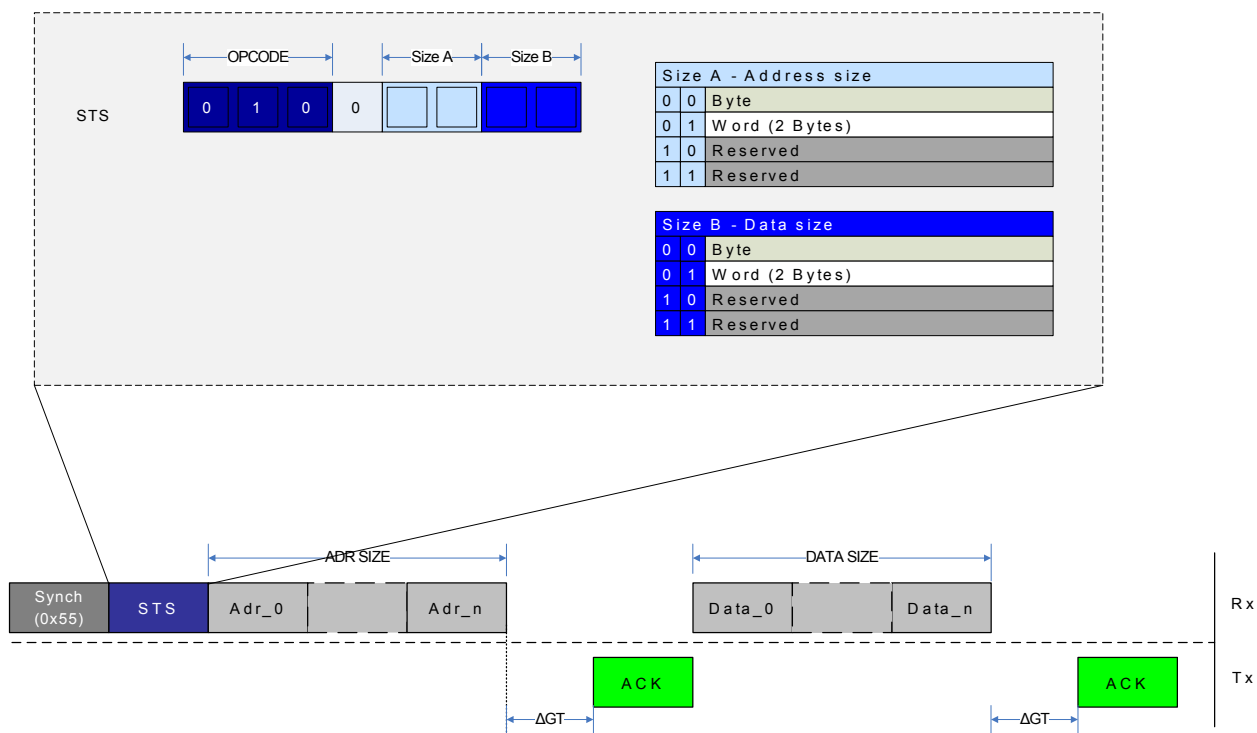 OPCODE Size A Size B
STS 0 1 0 0
Size A - Address size
0 0 Byte
0 1 Word (2 Bytes)
1 0 Reserved
1 1 Reserved
Size B - Data size
0 0 Byte
0 1 Word (2 Bytes)
1 0 Reserved
1 1 Reserved
ADR SIZE DATA SIZE
Synch
(0x55)
STS Adr_0 Adr_n Data_0 Data_n Rx
ACK ACK Tx
ΔGT ΔGT